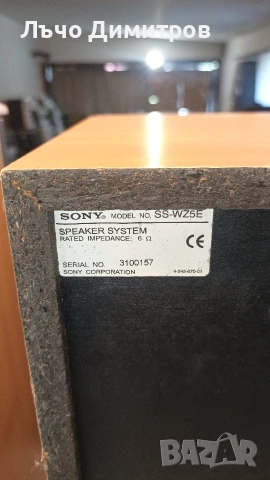 Лъчо Димитров
SONY® MODEL NO. SS-WZ5E
SPEAKER SYSTEM
RATED IMPEDANCE: 6 Ω
CE
SERIAL NO. 3100157
SONY CORPORATION
BAZAR